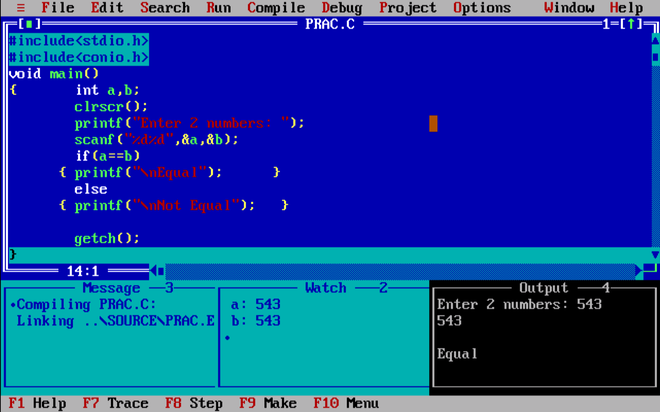 ≡ File Edit Search Run Compile Debug Project Options Window Help
[■] PRAC.C 1=[↑]
#include<stdio.h>
#include<conio.h>
void main()
{ int a,b;
clrscr();
printf("Enter 2 numbers: ");
scanf("%d%d",&a,&b);
if(a==b)
{ printf("\nEqual"); }
else
{ printf("\nNot Equal"); }
getch();
}
14:1
Message 3
•Compiling PRAC.C:
Linking ..\SOURCE\PRAC.E
Watch 2
a: 543
b: 543
Output 4
Enter 2 numbers: 543
543
Equal
F1 Help F7 Trace F8 Step F9 Make F10 Menu